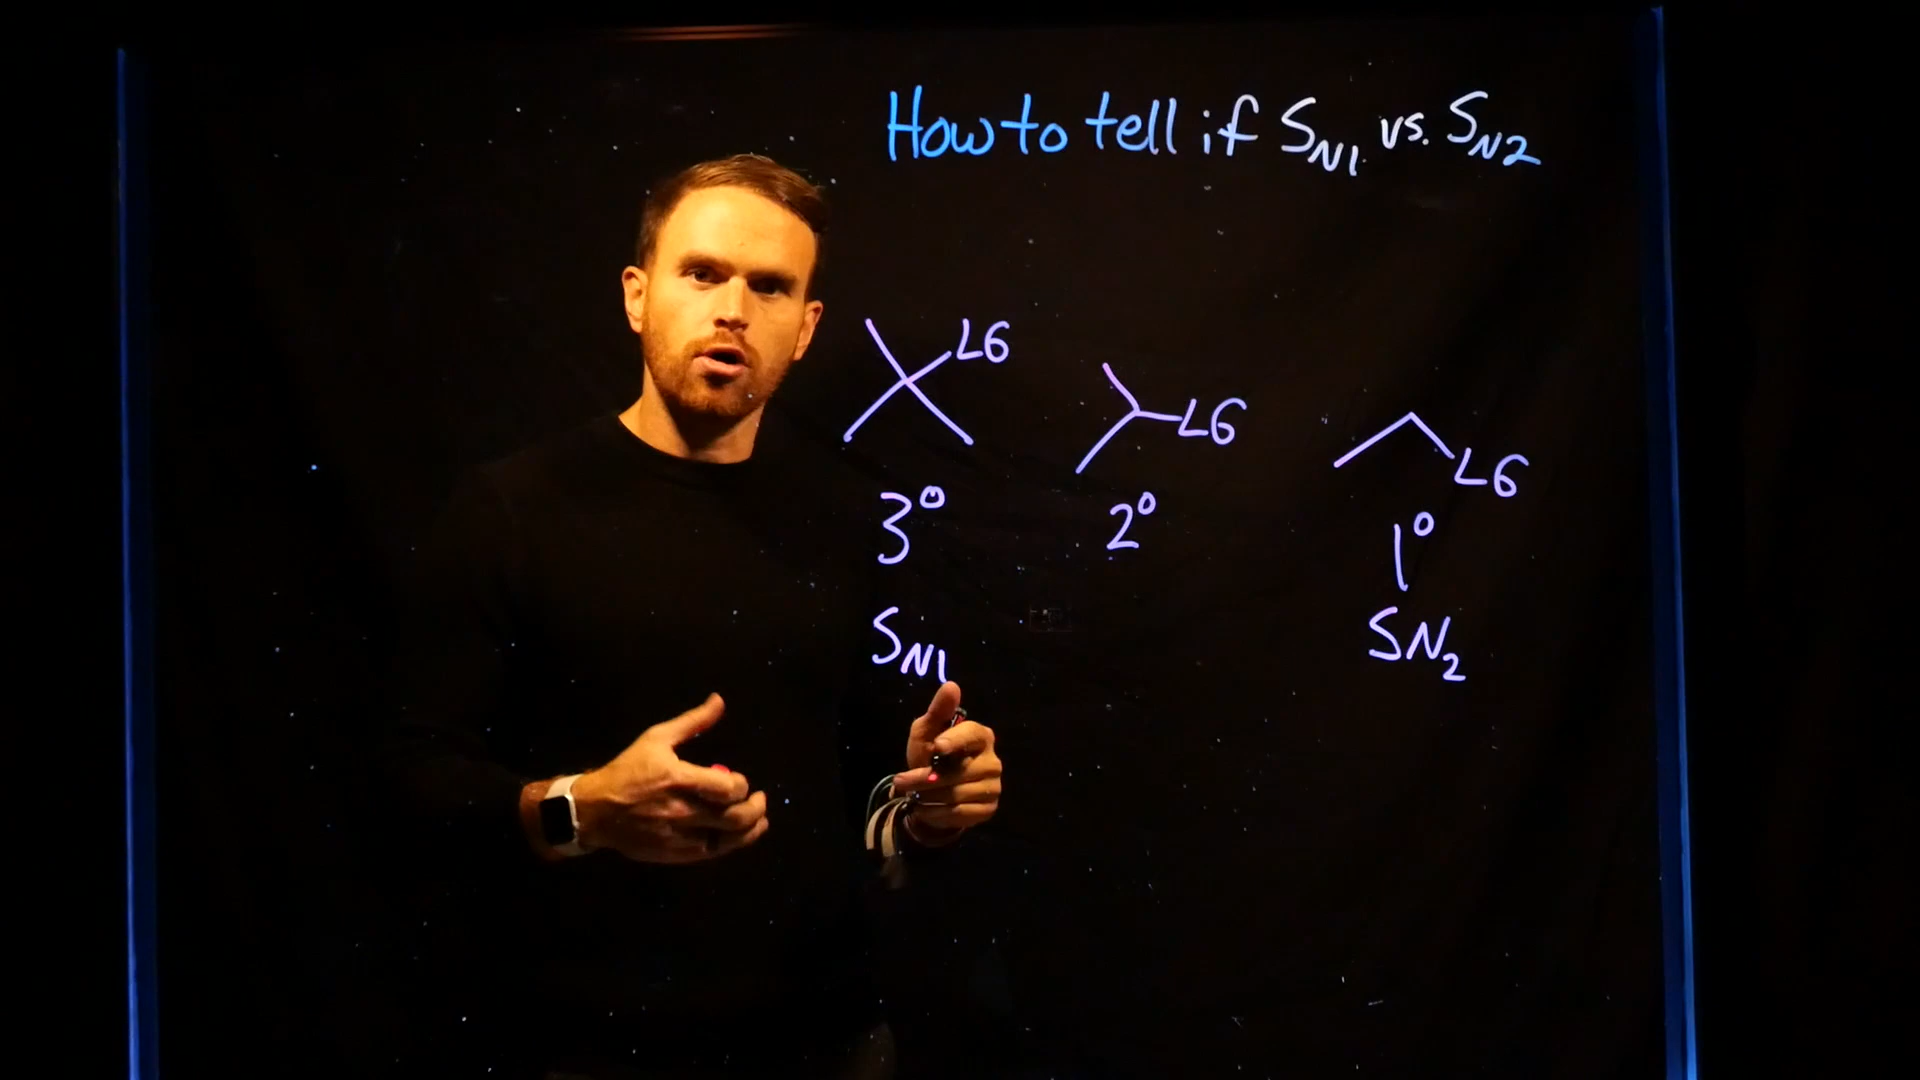 How to tell if SN1 vs. SN2
LG
LG
LG
3° 2° 1°
SN1 SN2